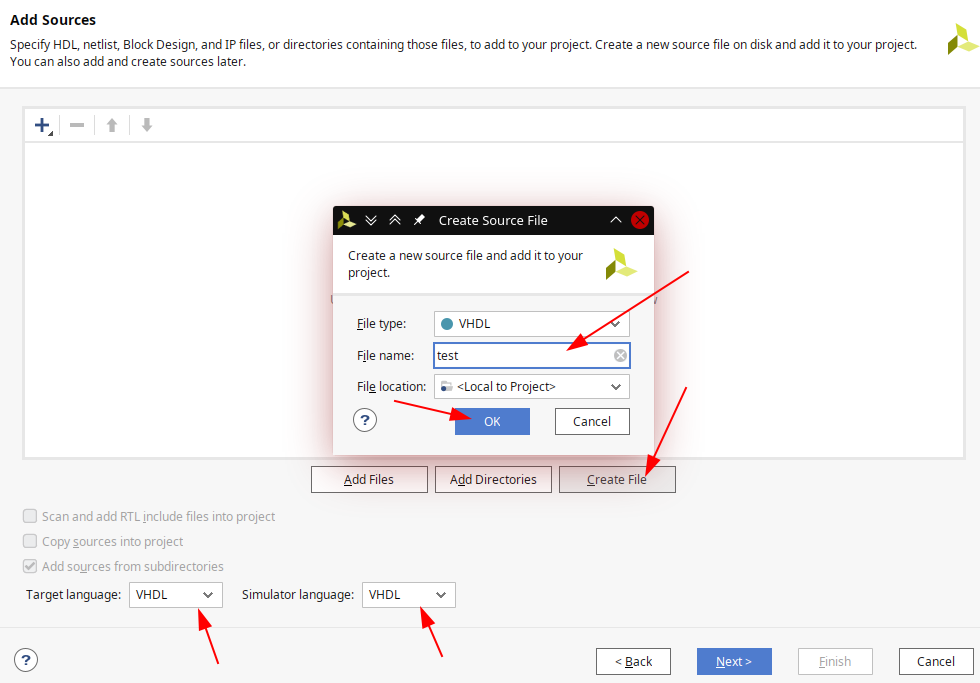 Add Sources
Specify HDL, netlist, Block Design, and IP files, or directories containing those files, to add to your project. Create a new source file on disk and add it to your project.
You can also add and create sources later.
Create Source File
Create a new source file and add it to your
project.
File type: VHDL
File name: test
File location: <Local to Project>
? OK Cancel
Add Files Add Directories Create File
Scan and add RTL include files into project
Copy sources into project
Add sources from subdirectories
Target language: VHDL Simulator language: VHDL
? < Back Next > Finish Cancel